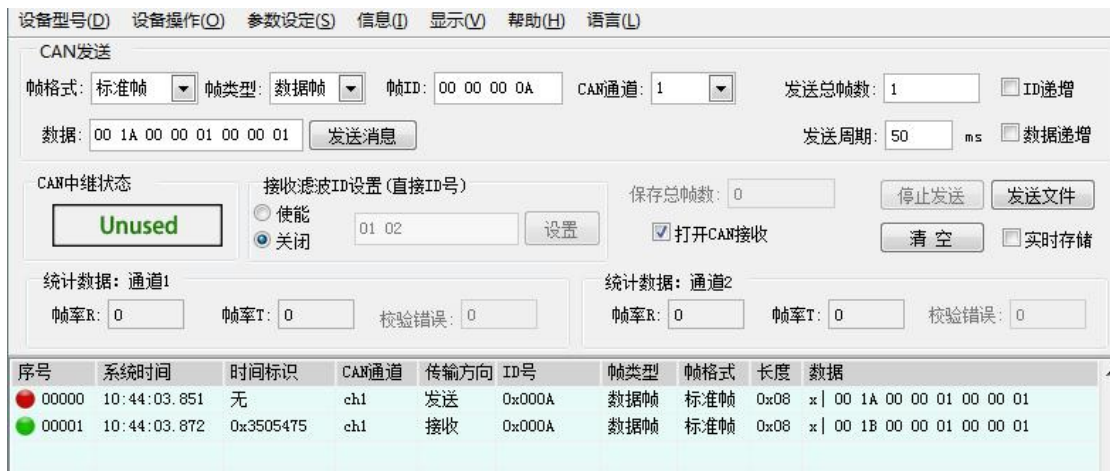 设备型号(D) 设备操作(O) 参数设定(S) 信息(I) 显示(V) 帮助(H) 语言(L)
CAN发送
帧格式: 标准帧 帧类型: 数据帧 帧ID: 00 00 00 0A CAN通道: 1 发送总帧数: 1 ID递增
数据: 00 1A 00 00 01 00 00 01 发送消息 发送周期: 50 ms 数据递增
CAN中继状态 接收滤波ID设置(直接ID号) 保存总帧数: 0 停止发送 发送文件
Unused 使能 01 02 设置
关闭 打开CAN接收 清 空 实时存储
统计数据: 通道1 统计数据: 通道2
帧率R: 0 帧率T: 0 校验错误: 0 帧率R: 0 帧率T: 0 校验错误: 0
序号 系统时间 时间标识 CAN通道 传输方向 ID号 帧类型 帧格式 长度 数据
00000 10:44:03.851 无 ch1 发送 0x000A 数据帧 标准帧 0x08 x| 00 1A 00 00 01 00 00 01
00001 10:44:03.872 0x3505475 ch1 接收 0x000A 数据帧 标准帧 0x08 x| 00 1B 00 00 01 00 00 01